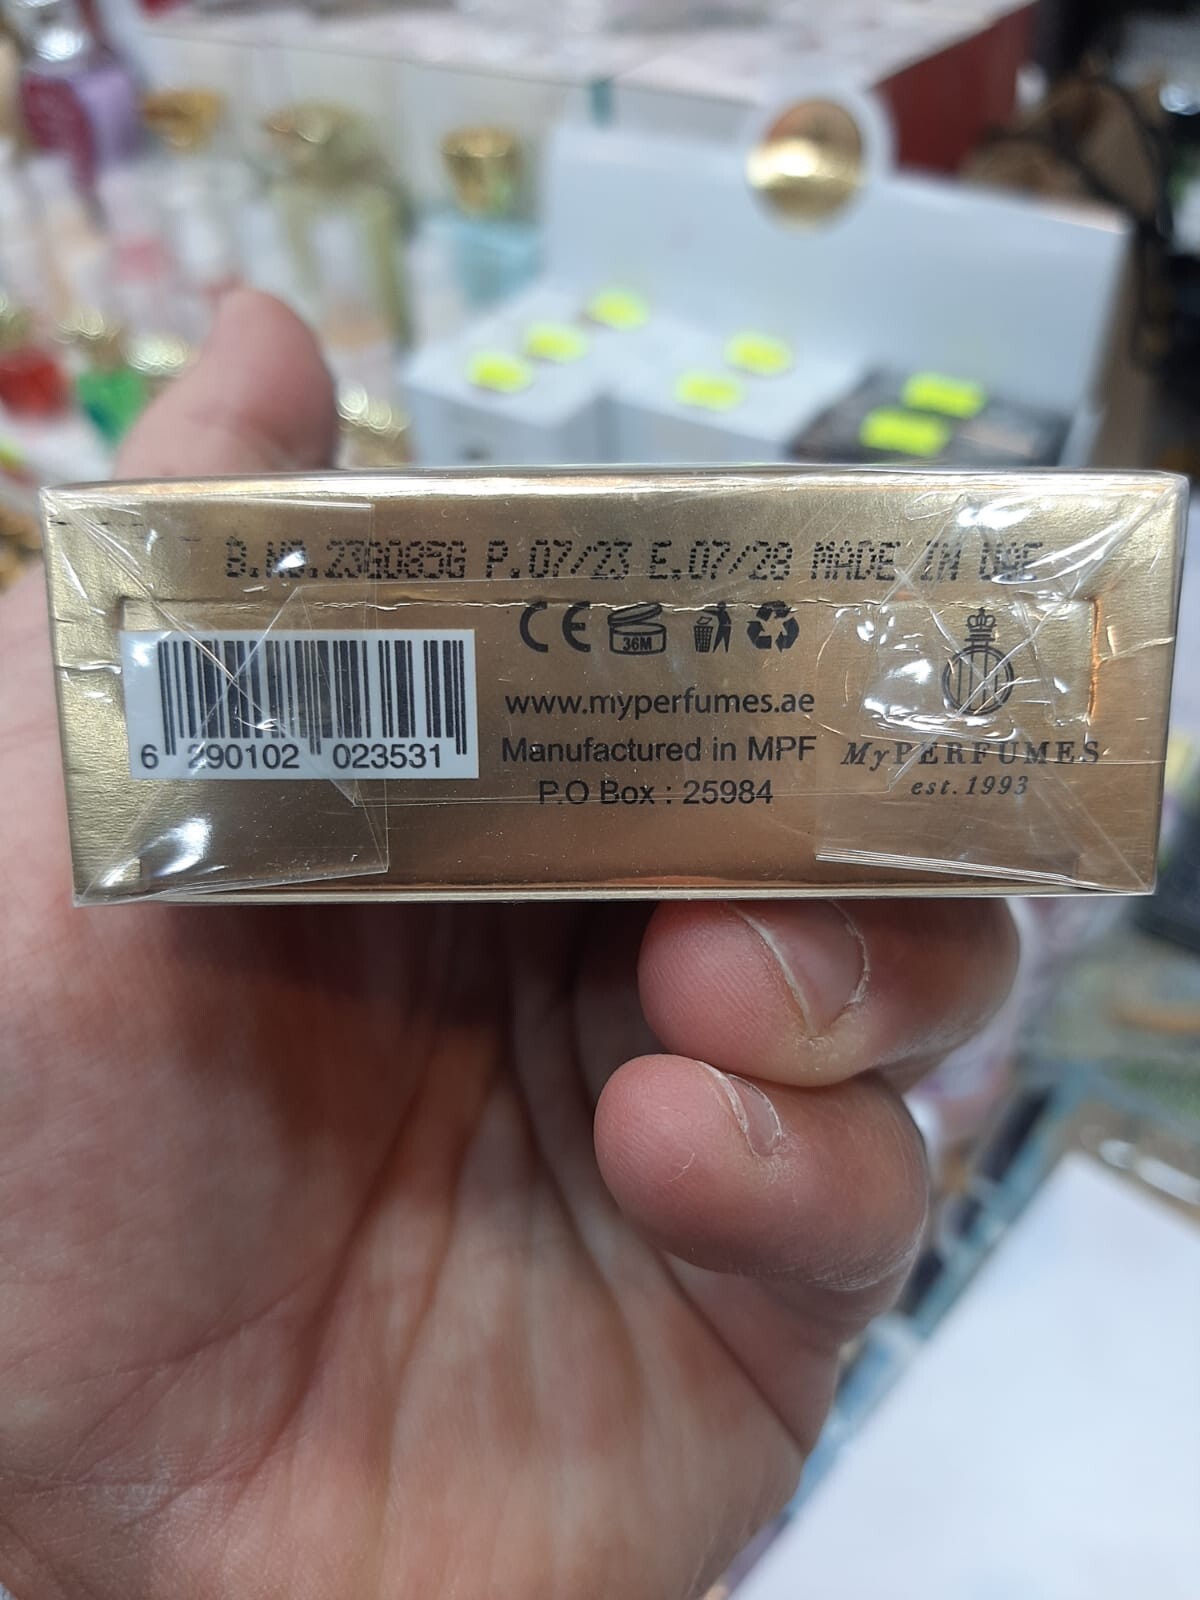 B.NO.23G085G P.07/23 E.07/28 MADE IN UAE
CE 36M
6 290102 023531
www.myperfumes.ae
Manufactured in MPF
P.O Box : 25984
MyPERFUMES
est. 1993